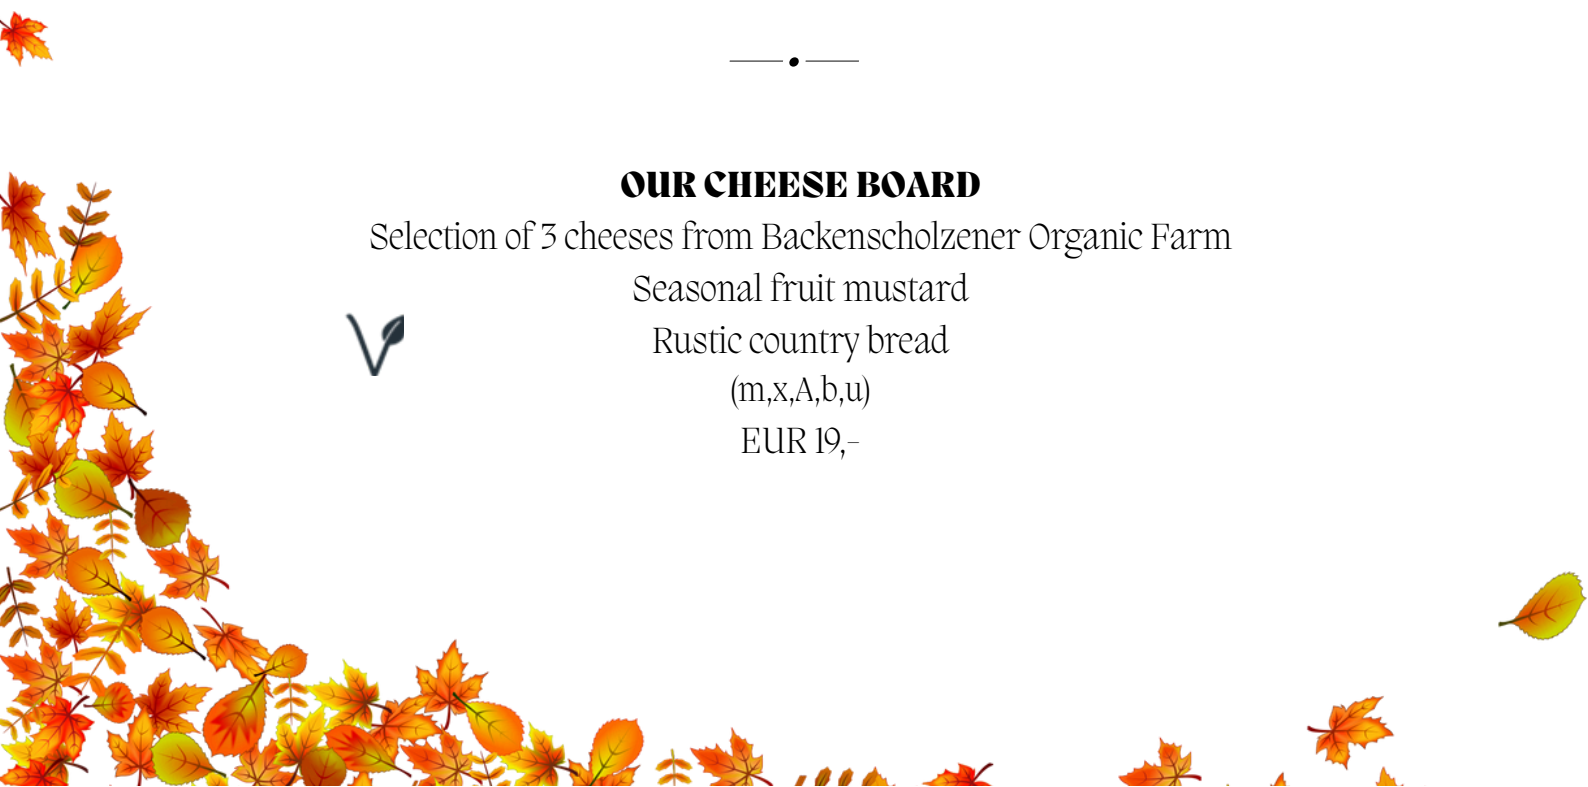 OUR CHEESE BOARD
Selection of 3 cheeses from Backenscholzener Organic Farm
Seasonal fruit mustard
Rustic country bread
(m,x,A,b,u)
EUR 19,-